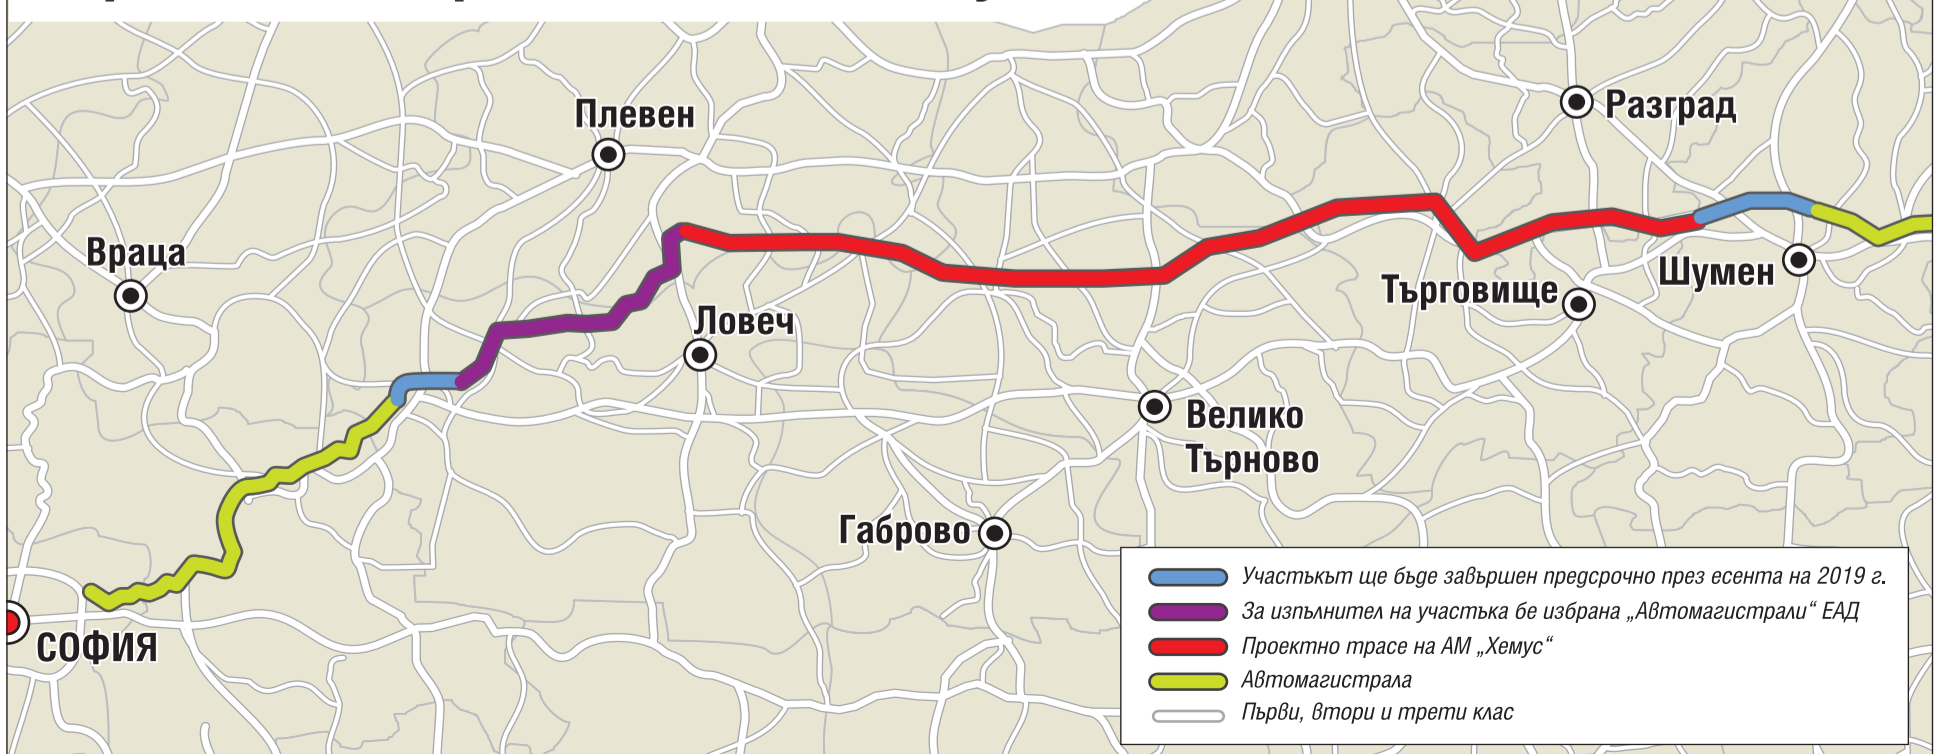 Плевен
Разград
Враца
Шумен
Търговище
Ловеч
Велико
Търново
Габрово
СОФИЯ
Участъкът ще бъде завършен предсрочно през есента на 2019 г.
За изпълнител на участъка бе избрана „Автомагистрали“ ЕАД
Проектно трасе на АМ „Хемус“
Автомагистрала
Първи, втори и трети клас